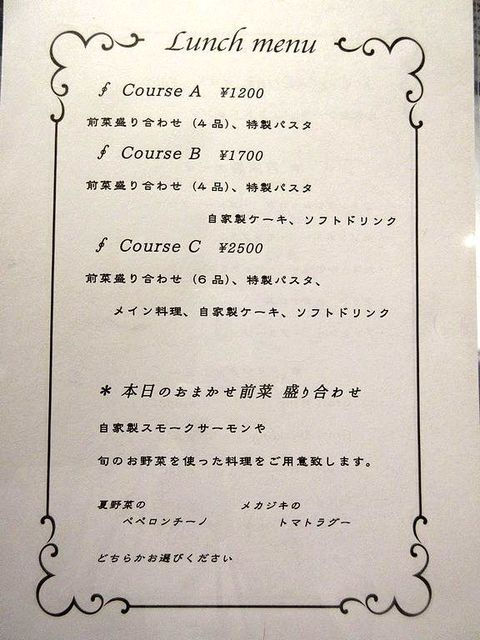 Lunch menu
∮ Course A ¥1200
前菜盛り合わせ (4品)、特製パスタ
∮ Course B ¥1700
前菜盛り合わせ (4品)、特製パスタ
自家製ケーキ、ソフトドリンク
∮ Course C ¥2500
前菜盛り合わせ (6品)、特製パスタ、
メイン料理、自家製ケーキ、ソフトドリンク
* 本日のおまかせ前菜 盛り合わせ
自家製スモークサーモンや
旬のお野菜を使った料理をご用意致します。
夏野菜の メカジキの
ペペロンチーノ トマトラグー
どちらかお選びください